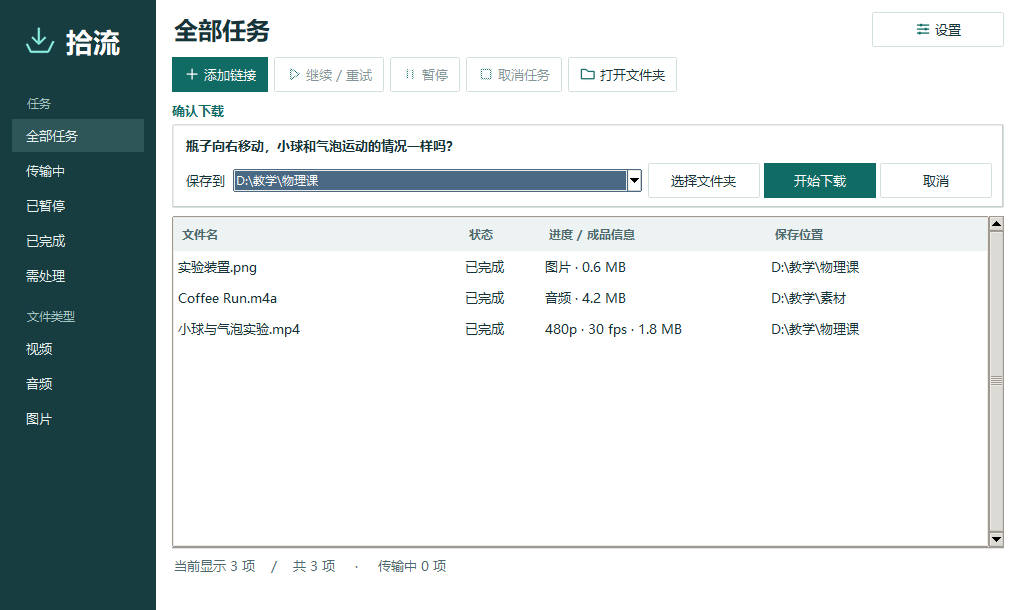 拾流
任务
全部任务
传输中
已暂停
已完成
需处理
文件类型
视频
音频
图片
全部任务
设置
添加链接 继续 / 重试 暂停 取消任务 打开文件夹
确认下载
瓶子向右移动，小球和气泡运动的情况一样吗?
保存到 D:\教学\物理课 选择文件夹 开始下载 取消
文件名 状态 进度 / 成品信息 保存位置
实验装置.png 已完成 图片 · 0.6 MB D:\教学\物理课
Coffee Run.m4a 已完成 音频 · 4.2 MB D:\教学\素材
小球与气泡实验.mp4 已完成 480p · 30 fps · 1.8 MB D:\教学\物理课
当前显示 3 项 / 共 3 项 · 传输中 0 项